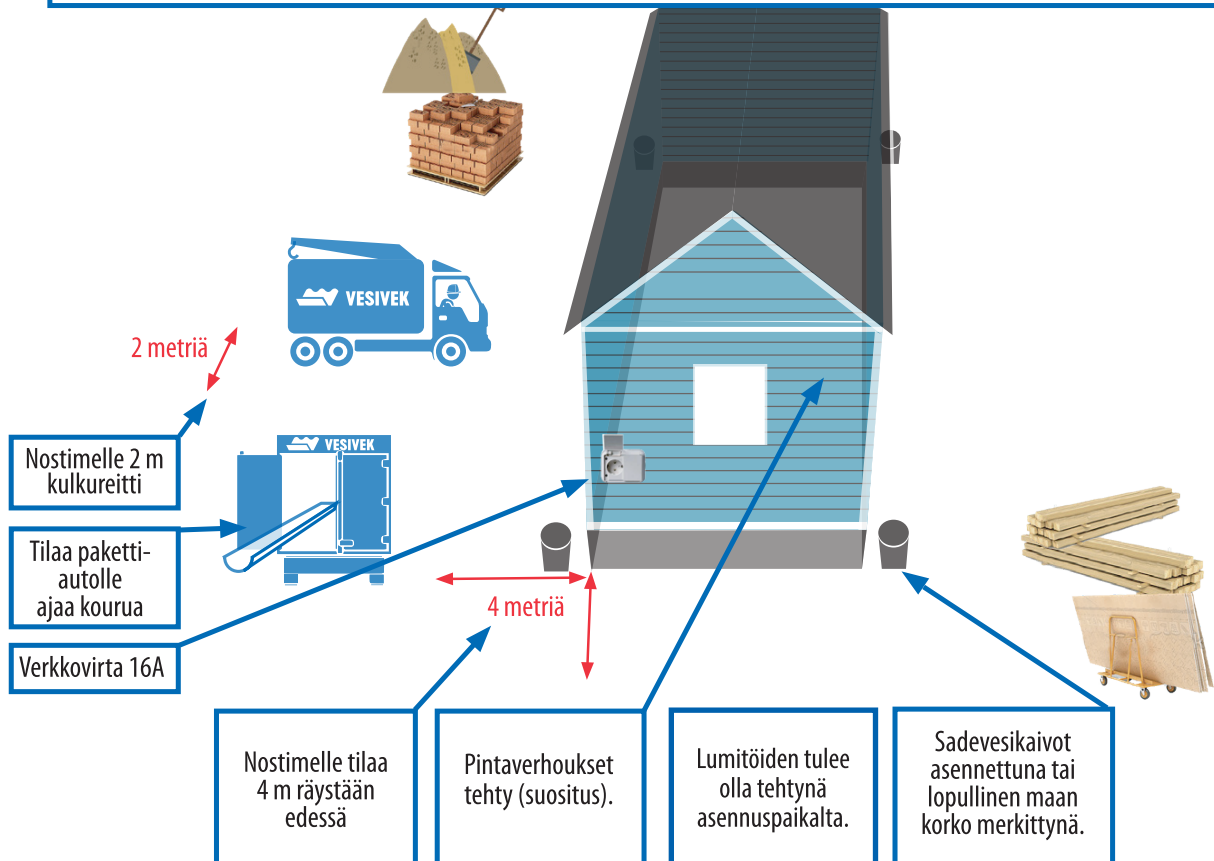 VESIVEK
2 metriä
Nostimelle 2 m
kulkureitti
VESIVEK
Tilaa paketti-
autolle
ajaa kourua
4 metriä
Verkkovirta 16A
Nostimelle tilaa
4 m räystään
edessä
Pintaverhoukset
tehty (suositus).
Lumitöiden tulee
olla tehtynä
asennuspaikalta.
Sadevesikaivot
asennettuna tai
lopullinen maan
korko merkittynä.